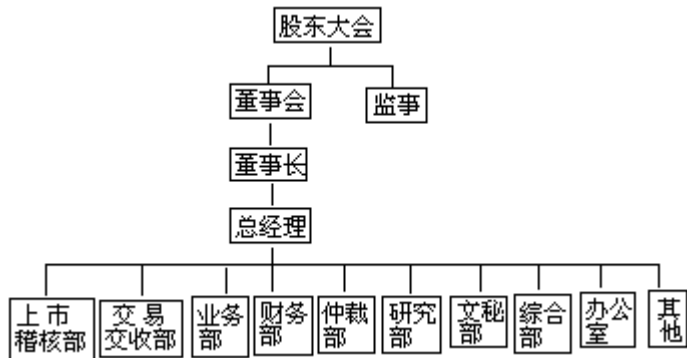 股东大会
董事会
监事
董事长
总经理
上市
稽核部
交易
交收部
业务
部
财务
部
仲裁
部
研究
部
文秘
部
综合
部
办公
室
其
他